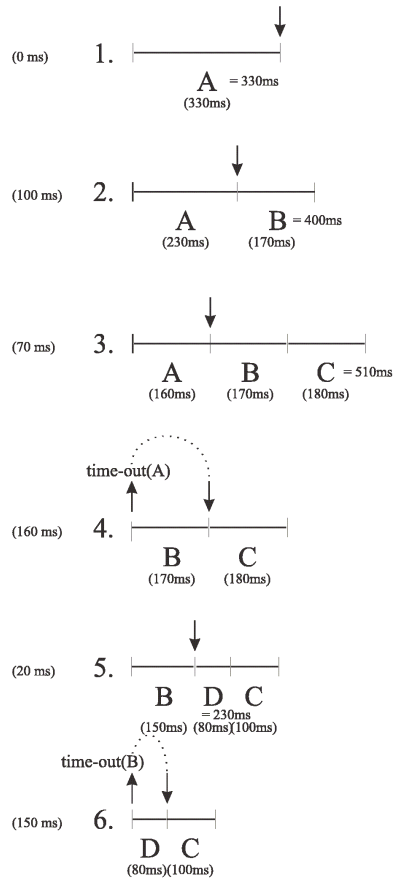 (0 ms) 1.
A = 330ms
(330ms)
(100 ms) 2.
A B = 400ms
(230ms) (170ms)
(70 ms) 3.
A B C = 510ms
(160ms) (170ms) (180ms)
time-out(A)
(160 ms) 4.
B C
(170ms) (180ms)
(20 ms) 5.
B D C
= 230ms
(150ms) (80ms)(100ms)
time-out(B)
(150 ms) 6.
D C
(80ms)(100ms)